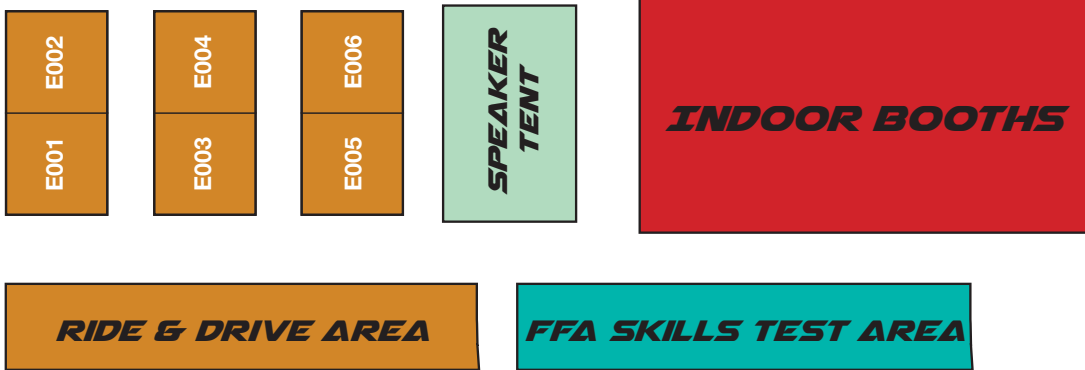 E002
E004
E006
E001
E003
E005
SPEAKER
TENT
INDOOR BOOTHS
RIDE & DRIVE AREA
FFA SKILLS TEST AREA